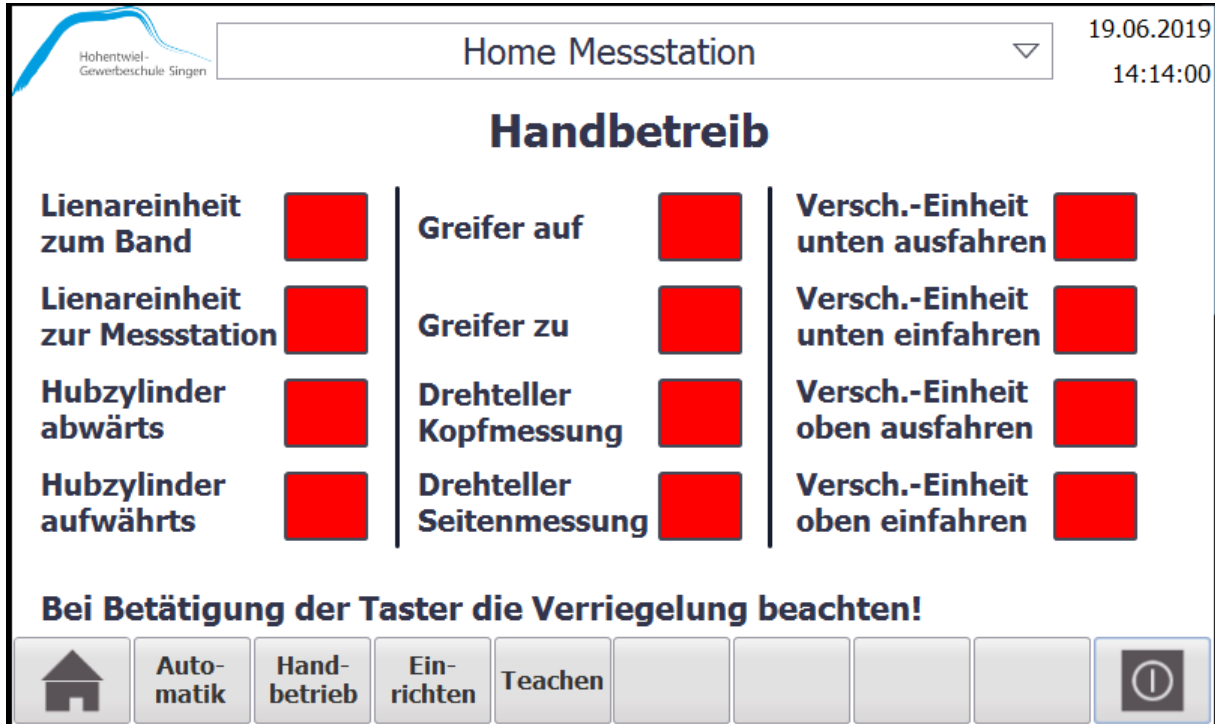 Hohentwiel-
Gewerbeschule Singen
Home Messstation
19.06.2019
14:14:00
Handbetreib
Lienareinheit
zum Band
Lienareinheit
zur Messstation
Hubzylinder
abwärts
Hubzylinder
aufwährts
Greifer auf
Greifer zu
Drehteller
Kopfmessung
Drehteller
Seitenmessung
Versch.-Einheit
unten ausfahren
Versch.-Einheit
unten einfahren
Versch.-Einheit
oben ausfahren
Versch.-Einheit
oben einfahren
Bei Betätigung der Taster die Verriegelung beachten!
Auto-
matik
Hand-
betrieb
Ein-
richten
Teachen